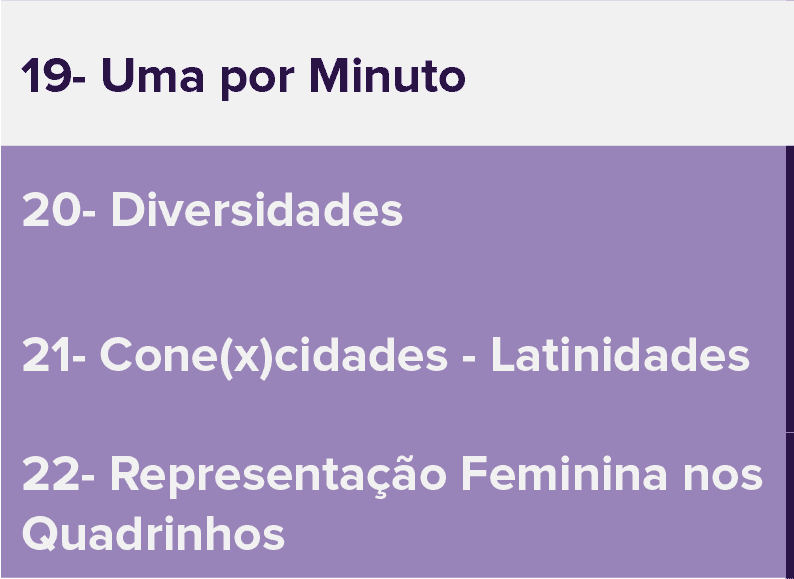 19- Uma por Minuto
20- Diversidades
21- Cone(x)cidades - Latinidades
22- Representação Feminina nos
Quadrinhos